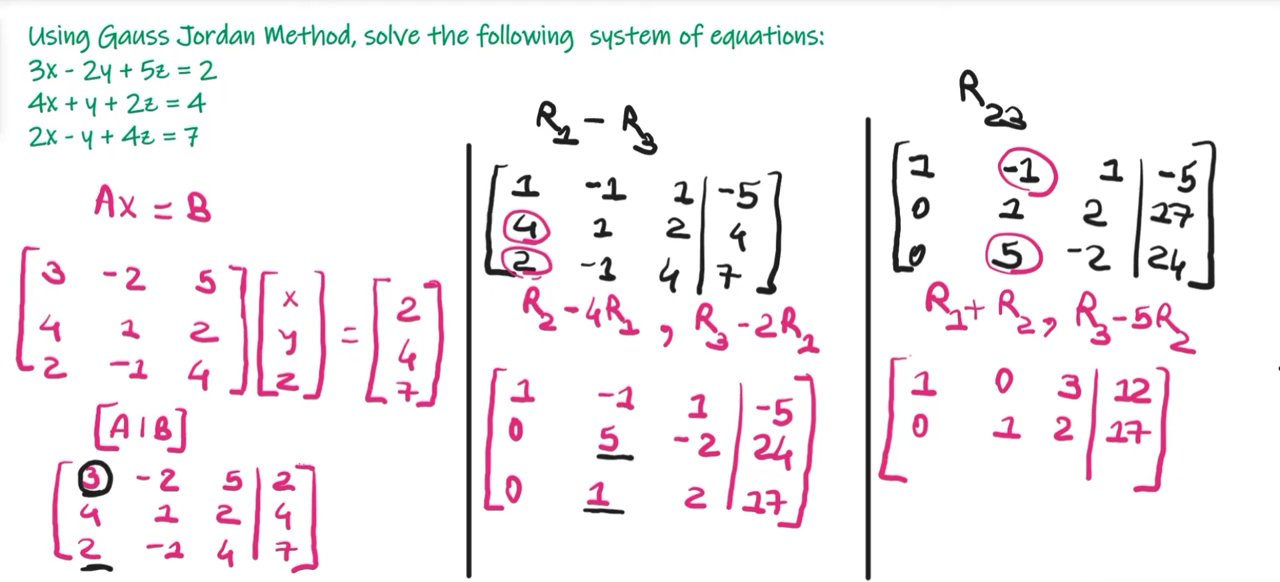 Using Gauss Jordan Method, solve the following system of equations:
3x - 2y + 5z = 2
4x + y + 2z = 4
2x - y + 4z = 7
AX = B
[3 -2 5] [x] = [2]
[4 1 2] [y] [4]
[2 -1 4] [z] [7]
[A|B]
[3 -2 5 | 2]
[4 1 2 | 4]
[2 -1 4 | 7]
R1 - R3
[1 -1 1 | -5]
[4 1 2 | 4]
[2 -1 4 | 7]
R2 - 4R1, R3 - 2R1
[1 -1 1 | -5]
[0 5 -2 | 24]
[0 1 2 | 17]
R23
[1 -1 1 | -5]
[0 1 2 | 17]
[0 5 -2 | 24]
R1 + R2, R3 - 5R2
[1 0 3 | 12]
[0 1 2 | 17]